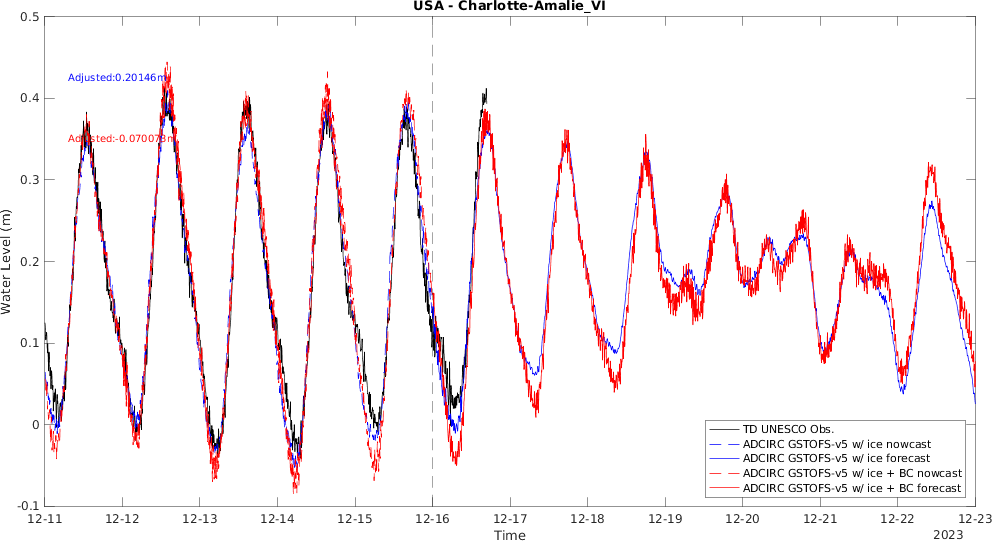 USA - Charlotte-Amalie_VI
0.5
0.4
0.3
0.2
0.1
0
-0.1
Water Level (m)
Adjusted:0.20146m
Adjusted:-0.070073m
TD UNESCO Obs.
ADCIRC GSTOFS-v5 w/ ice nowcast
ADCIRC GSTOFS-v5 w/ ice forecast
ADCIRC GSTOFS-v5 w/ ice + BC nowcast
ADCIRC GSTOFS-v5 w/ ice + BC forecast
12-11 12-12 12-13 12-14 12-15 12-16 12-17 12-18 12-19 12-20 12-21 12-22 12-23
Time
2023